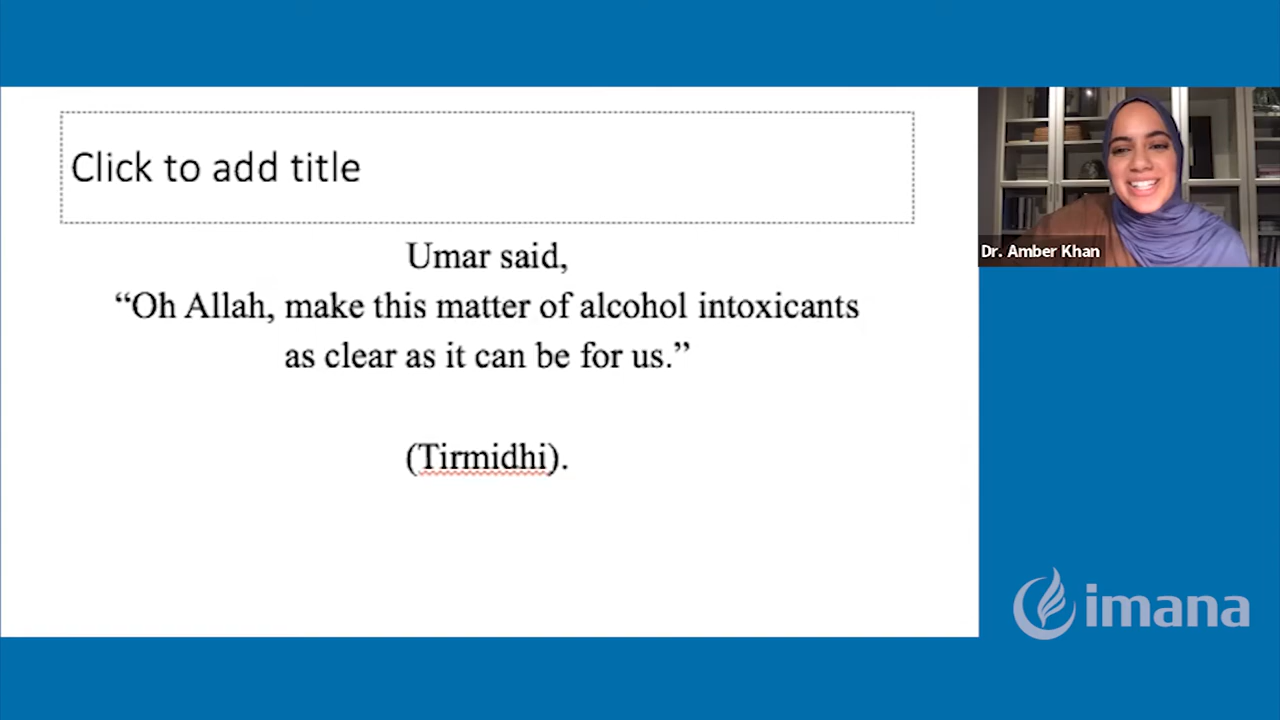 Click to add title
Umar said,
“Oh Allah, make this matter of alcohol intoxicants
as clear as it can be for us.”
(Tirmidhi).
Dr. Amber Khan
imana